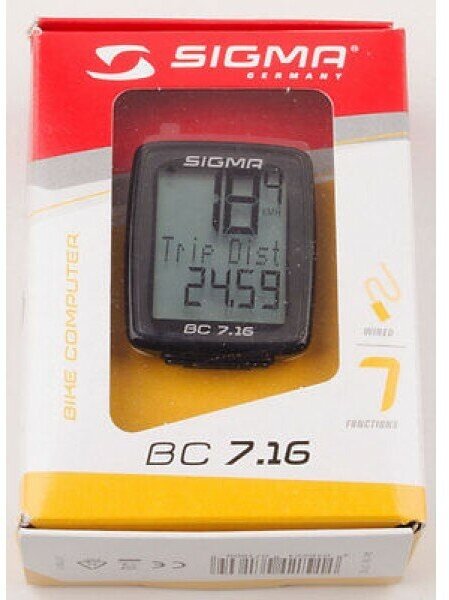 SIGMA®
GERMANY
SIGMA
18.4
KMH
Trip Dist
24.59
BC 7.16
BIKE COMPUTER
WIRED
7
FUNCTIONS
BC 7.16